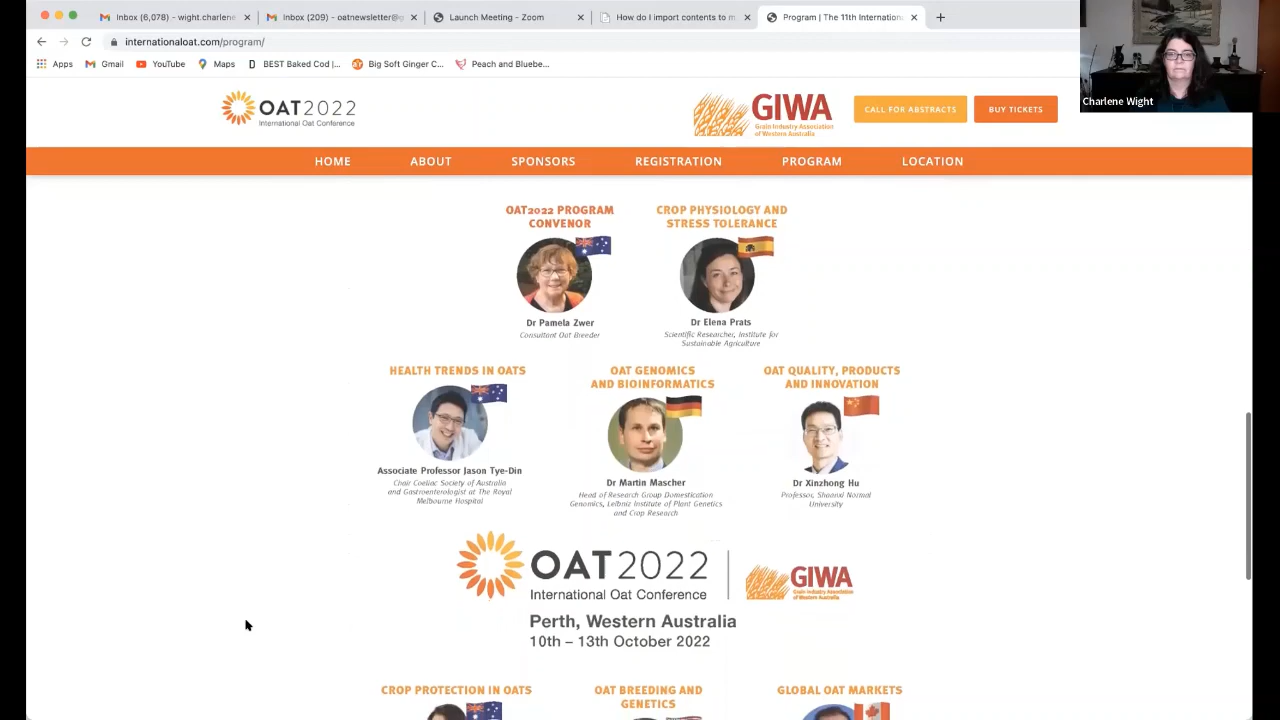 Inbox (6,078) - wight.charlene
Inbox (209) - oatnewsletter@g
Launch Meeting - Zoom
How do I import contents to m
Program | The 11th Internation
internationaloat.com/program/
Apps
Gmail
YouTube
Maps
BEST Baked Cod |...
Big Soft Ginger C...
Peach and Bluebe...
Charlene Wight
OAT2022
International Oat Conference
GIWA
Grain Industry Association
of Western Australia
CALL FOR ABSTRACTS
BUY TICKETS
HOME
ABOUT
SPONSORS
REGISTRATION
PROGRAM
LOCATION
OAT2022 PROGRAM
CONVENOR
Dr Pamela Zwer
Consultant Oat Breeder
CROP PHYSIOLOGY AND
STRESS TOLERANCE
Dr Elena Prats
Scientific Researcher, Institute for
Sustainable Agriculture
HEALTH TRENDS IN OATS
Associate Professor Jason Tye-Din
Chair Coeliac Society of Australia
and Gastroenterologist at The Royal
Melbourne Hospital
OAT GENOMICS
AND BIOINFORMATICS
Dr Martin Mascher
Head of Research Group Domestication
Genomics, Leibniz Institute of Plant Genetics
and Crop Research
OAT QUALITY, PRODUCTS
AND INNOVATION
Dr Xinzhong Hu
Professor, Shaanxi Normal
University
OAT2022
International Oat Conference
GIWA
Grain Industry Association
of Western Australia
Perth, Western Australia
10th – 13th October 2022
CROP PROTECTION IN OATS
OAT BREEDING AND
GENETICS
GLOBAL OAT MARKETS